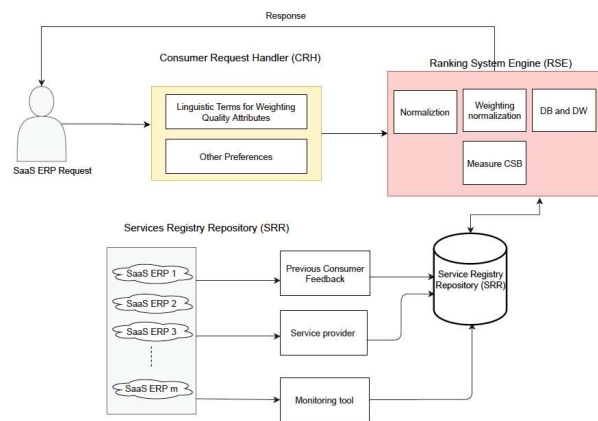 Response
Consumer Request Handler (CRH)
Ranking System Engine (RSE)
Linguistic Terms for Weighting
Quality Attributes
Other Preferences
Normaliztion
Weighting
normalization
DB and DW
Measure CSB
SaaS ERP Request
Services Registry Repository (SRR)
SaaS ERP 1
SaaS ERP 2
SaaS ERP 3
SaaS ERP m
Previous Consumer
Feedback
Service provider
Monitoring tool
Service Registry
Repository (SRR)